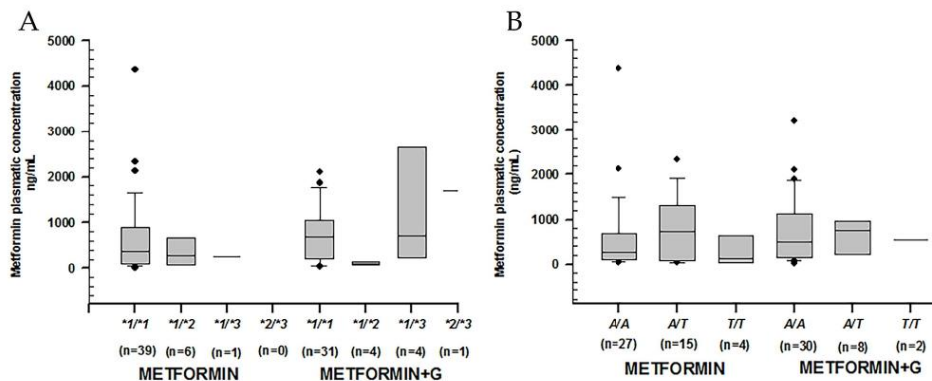 A
Metformin plasmatic concentration
ng/mL
5000
4000
3000
2000
1000
0
*1/*1 *1/*2 *1/*3 *2/*3 *1/*1 *1/*2 *1/*3 *2/*3
(n=39) (n=6) (n=1) (n=0) (n=31) (n=4) (n=4) (n=1)
METFORMIN METFORMIN+G
B
Metformin plasmatic concentration
(ng/mL)
5000
4000
3000
2000
1000
0
A/A A/T T/T A/A A/T T/T
(n=27) (n=15) (n=4) (n=30) (n=8) (n=2)
METFORMIN METFORMIN+G